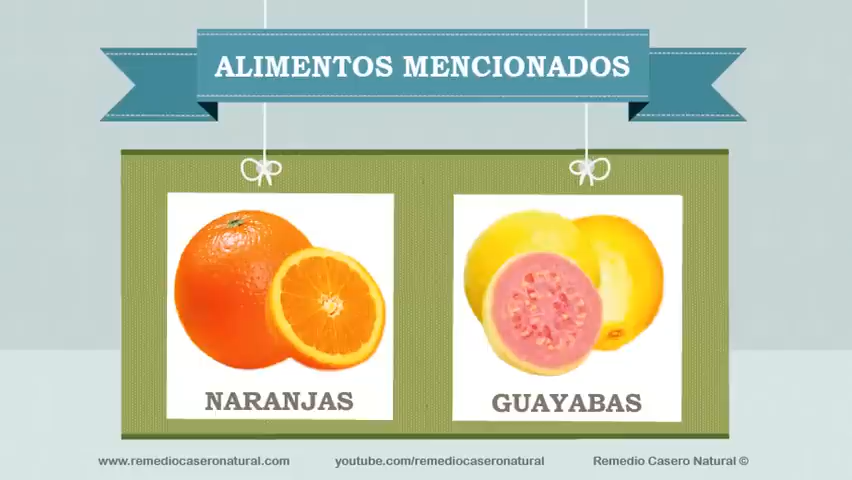 ALIMENTOS MENCIONADOS
NARANJAS
GUAYABAS
www.remediocaseronatural.com
youtube.com/remediocaseronatural
Remedio Casero Natural ©